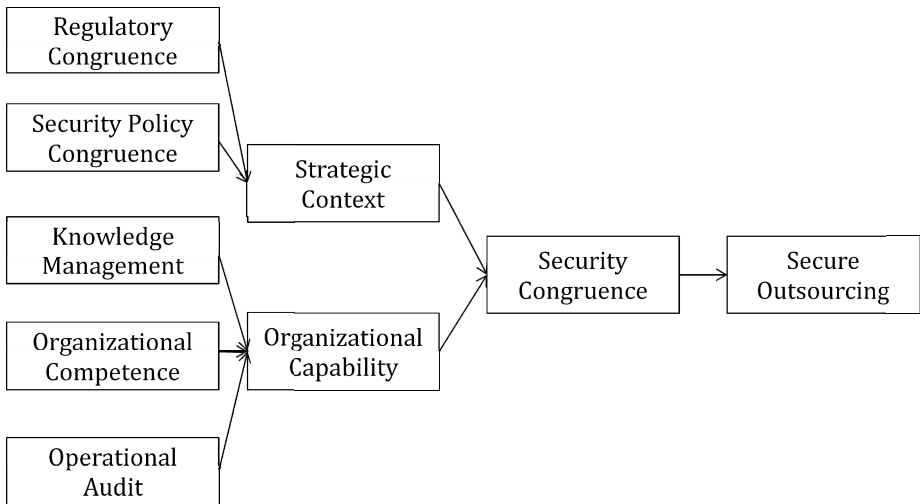 Regulatory
Congruence
Security Policy
Congruence
Strategic
Context
Knowledge
Management
Security
Congruence
Secure
Outsourcing
Organizational
Competence
Organizational
Capability
Operational
Audit